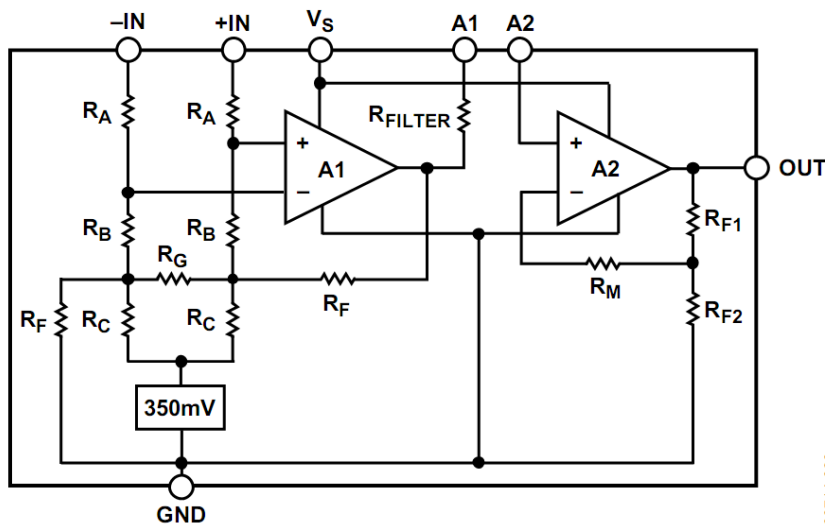 –IN
+IN
VS
A1
A2
RA
RA
RFILTER
+
A1
–
+
A2
–
OUT
RB
RB
RG
RF1
RF
RM
RF
RC
RC
RF2
350mV
GND